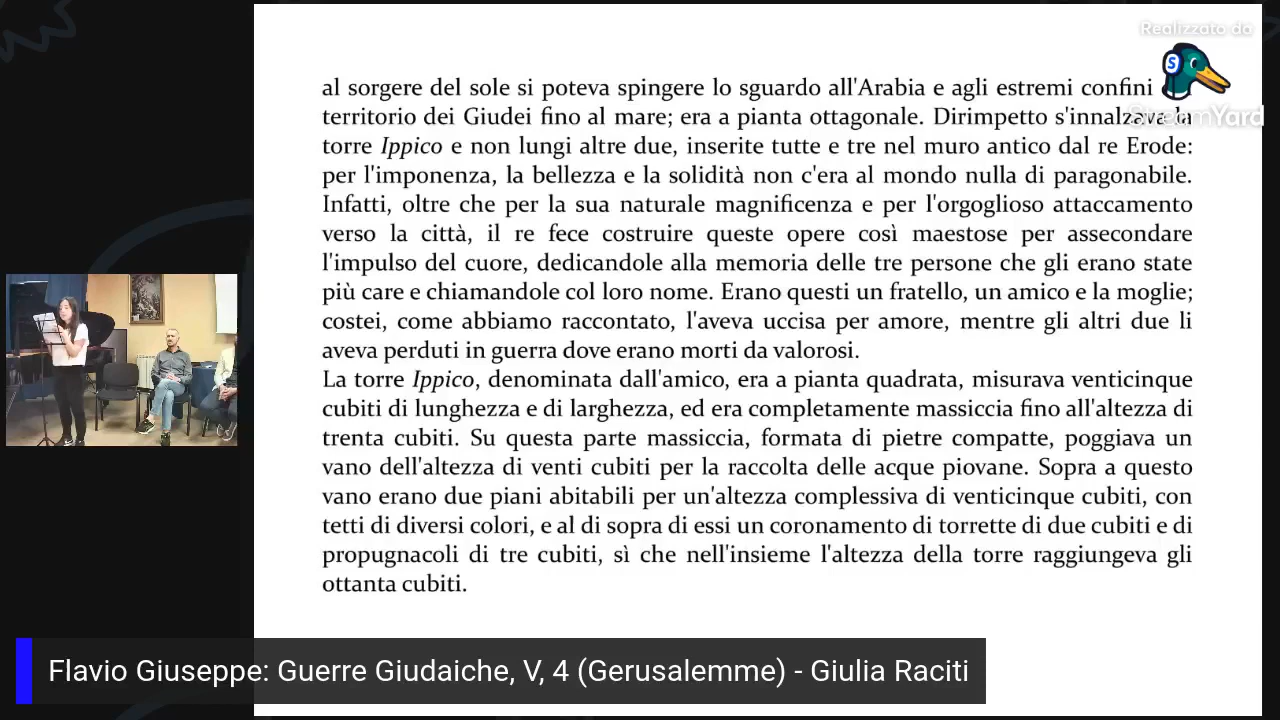 Realizzato da
StreamYard
al sorgere del sole si poteva spingere lo sguardo all'Arabia e agli estremi confini
territorio dei Giudei fino al mare; era a pianta ottagonale. Dirimpetto s'innalzava la
torre Ippico e non lungi altre due, inserite tutte e tre nel muro antico dal re Erode:
per l'imponenza, la bellezza e la solidità non c'era al mondo nulla di paragonabile.
Infatti, oltre che per la sua naturale magnificenza e per l'orgoglioso attaccamento
verso la città, il re fece costruire queste opere così maestose per assecondare
l'impulso del cuore, dedicandole alla memoria delle tre persone che gli erano state
più care e chiamandole col loro nome. Erano questi un fratello, un amico e la moglie;
costei, come abbiamo raccontato, l'aveva uccisa per amore, mentre gli altri due li
aveva perduti in guerra dove erano morti da valorosi.
La torre Ippico, denominata dall'amico, era a pianta quadrata, misurava venticinque
cubiti di lunghezza e di larghezza, ed era completamente massiccia fino all'altezza di
trenta cubiti. Su questa parte massiccia, formata di pietre compatte, poggiava un
vano dell'altezza di venti cubiti per la raccolta delle acque piovane. Sopra a questo
vano erano due piani abitabili per un'altezza complessiva di venticinque cubiti, con
tetti di diversi colori, e al di sopra di essi un coronamento di torrette di due cubiti e di
propugnacoli di tre cubiti, sì che nell'insieme l'altezza della torre raggiungeva gli
ottanta cubiti.
Flavio Giuseppe: Guerre Giudaiche, V, 4 (Gerusalemme) - Giulia Raciti